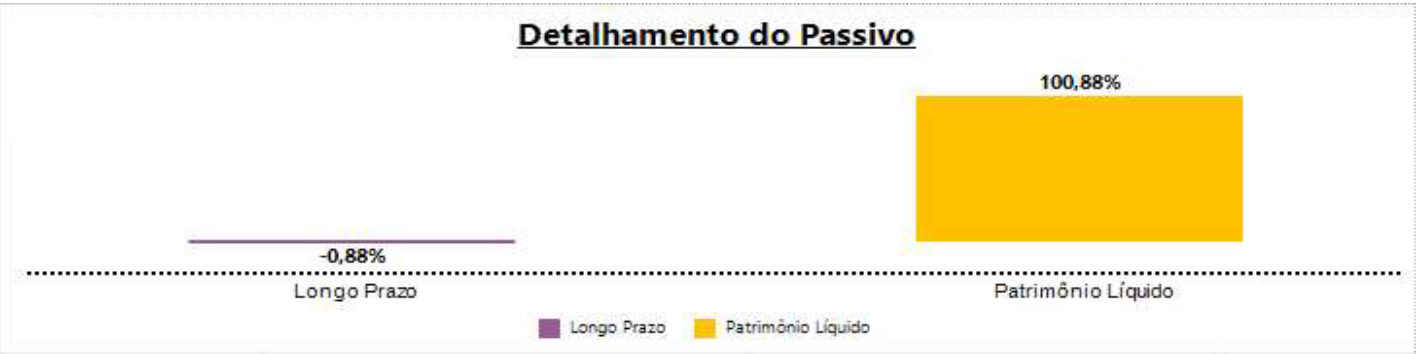 Detalhamento do Passivo
100,88%
-0,88%
Longo Prazo
Patrimônio Líquido
Longo Prazo
Patrimônio Líquido